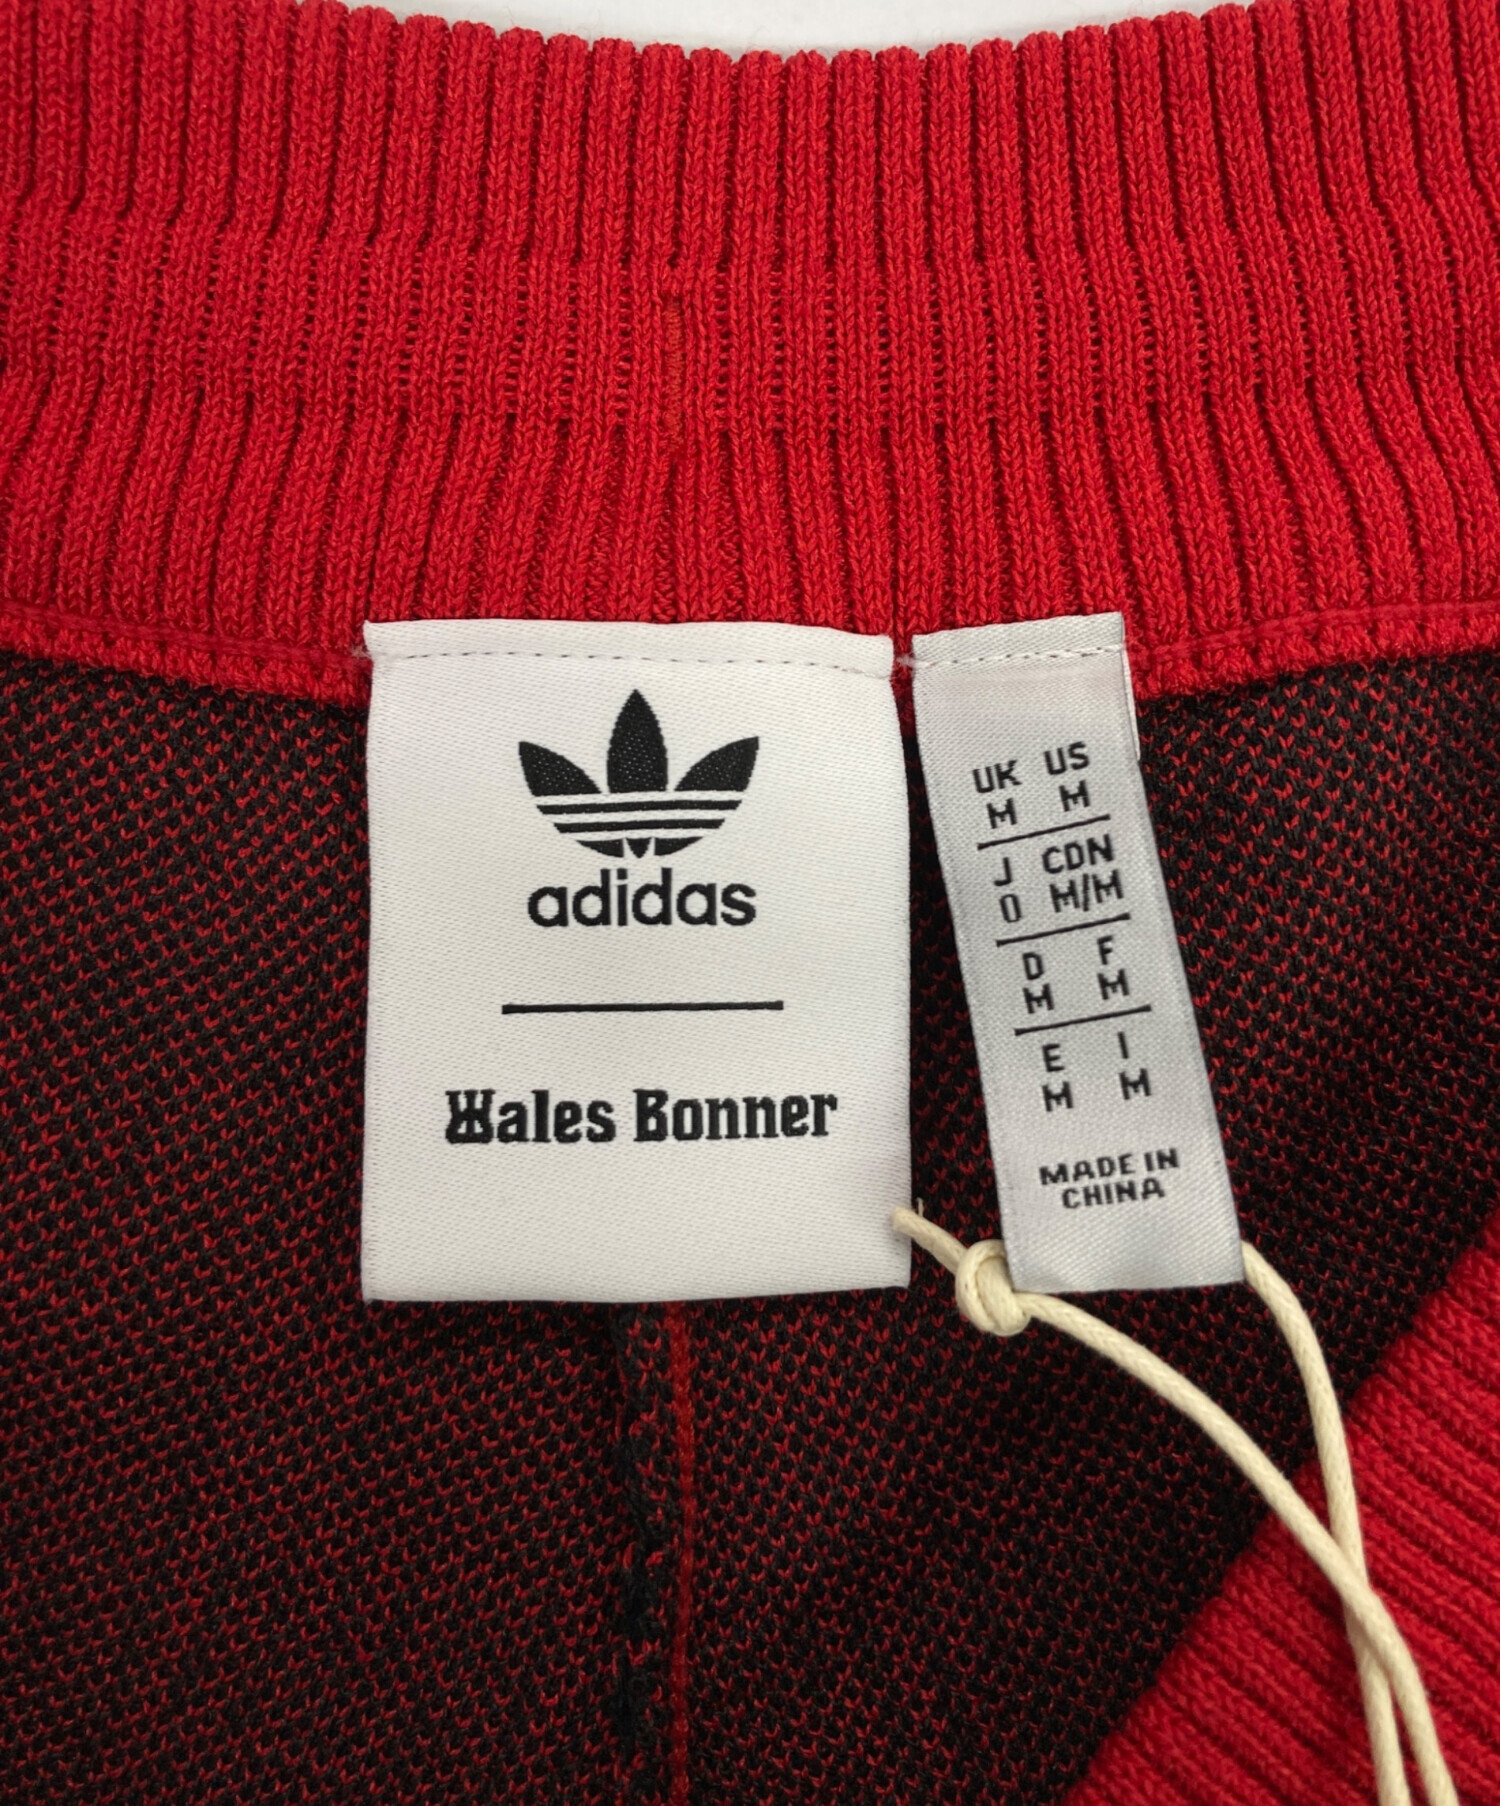 adidas
Wales Bonner
UK US
M M
J CDN
O M/M
D F
M M
E I
M M
MADE IN
CHINA